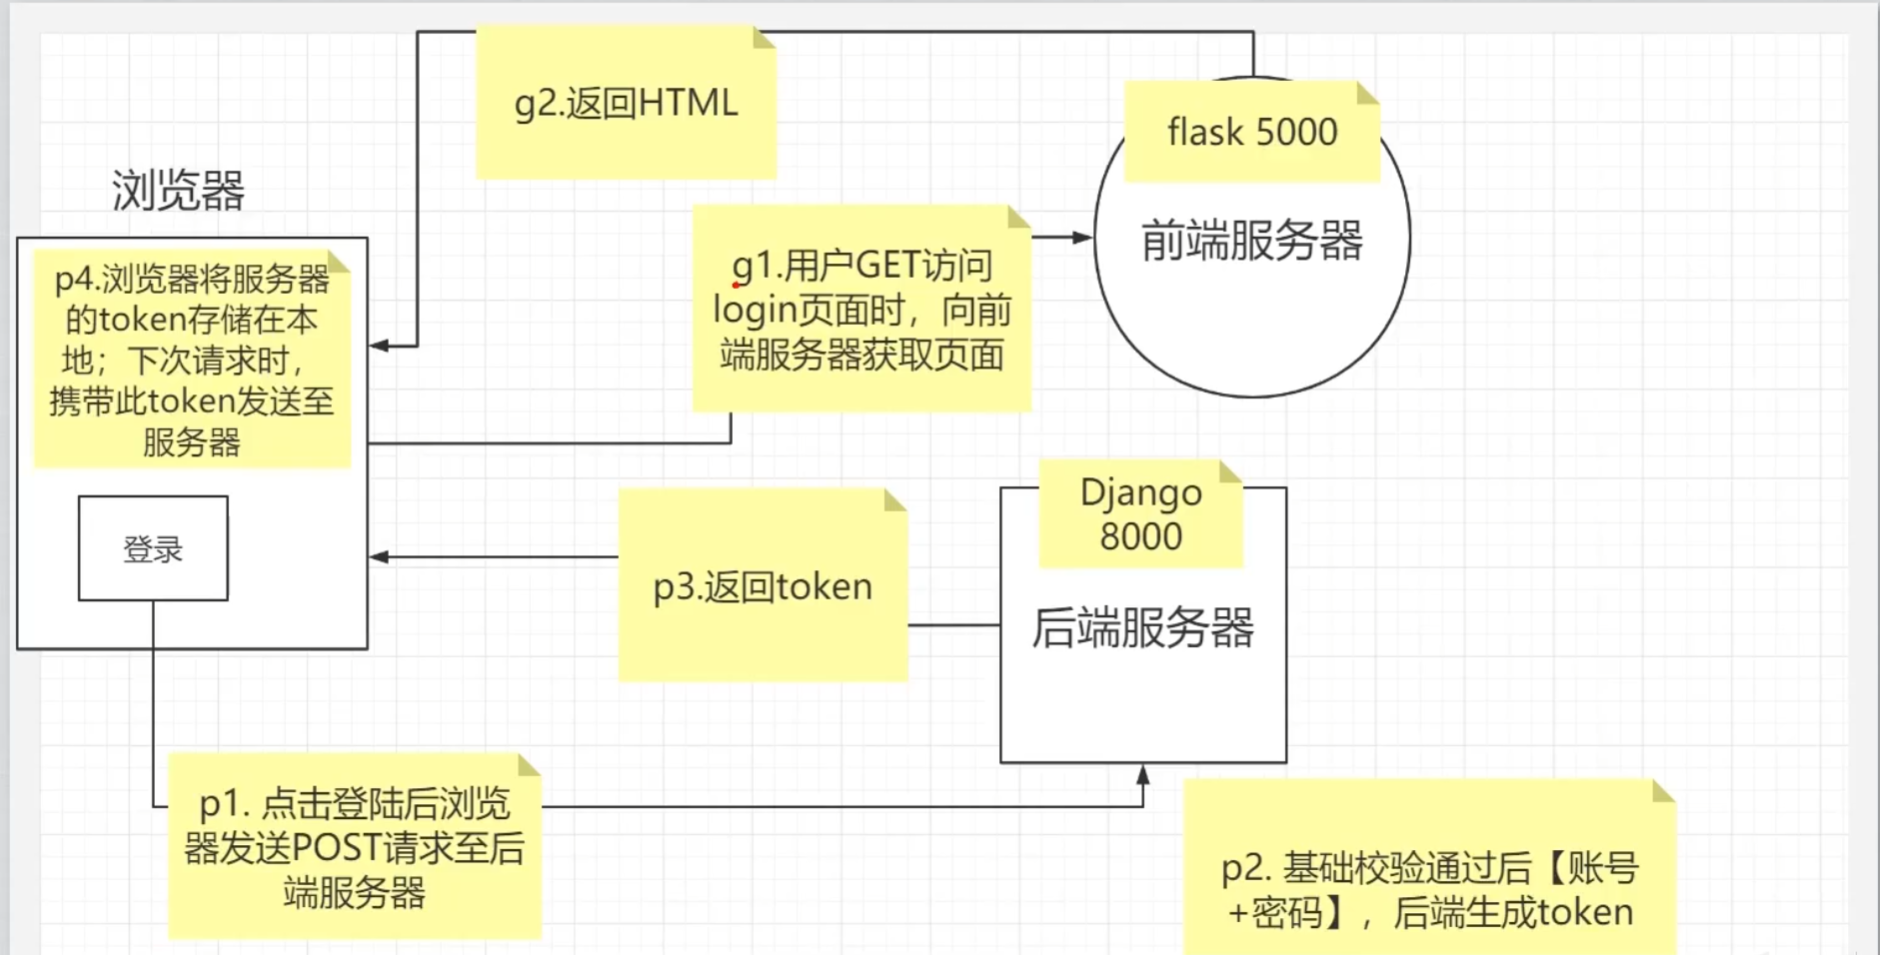 g2.返回HTML
flask 5000
浏览器
前端服务器
p4.浏览器将服务器
的token存储在本
地；下次请求时，
携带此token发送至
服务器
g1.用户GET访问
login页面时，向前
端服务器获取页面
登录
p3.返回token
Django
8000
后端服务器
p1. 点击登陆后浏览
器发送POST请求至后
端服务器
p2. 基础校验通过后【账号
+密码】，后端生成token